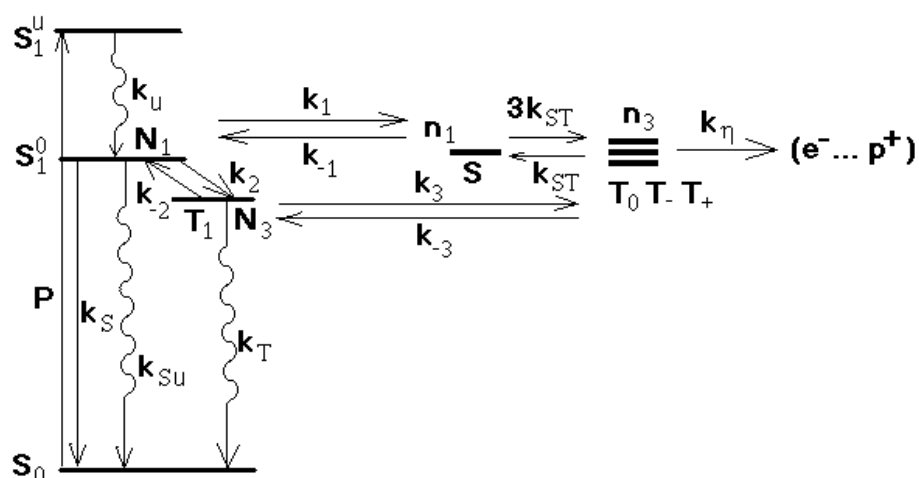 S₁ᵘ
kᵤ
N₁
S₁⁰
k₂
k₋₂
T₁
N₃
P
k_S
k_Su
k_T
S₀
k₁
k₋₁
n₁
S
3k_ST
k_ST
n₃
k_η
(e⁻... p⁺)
T₀ T₋ T₊
k₃
k₋₃